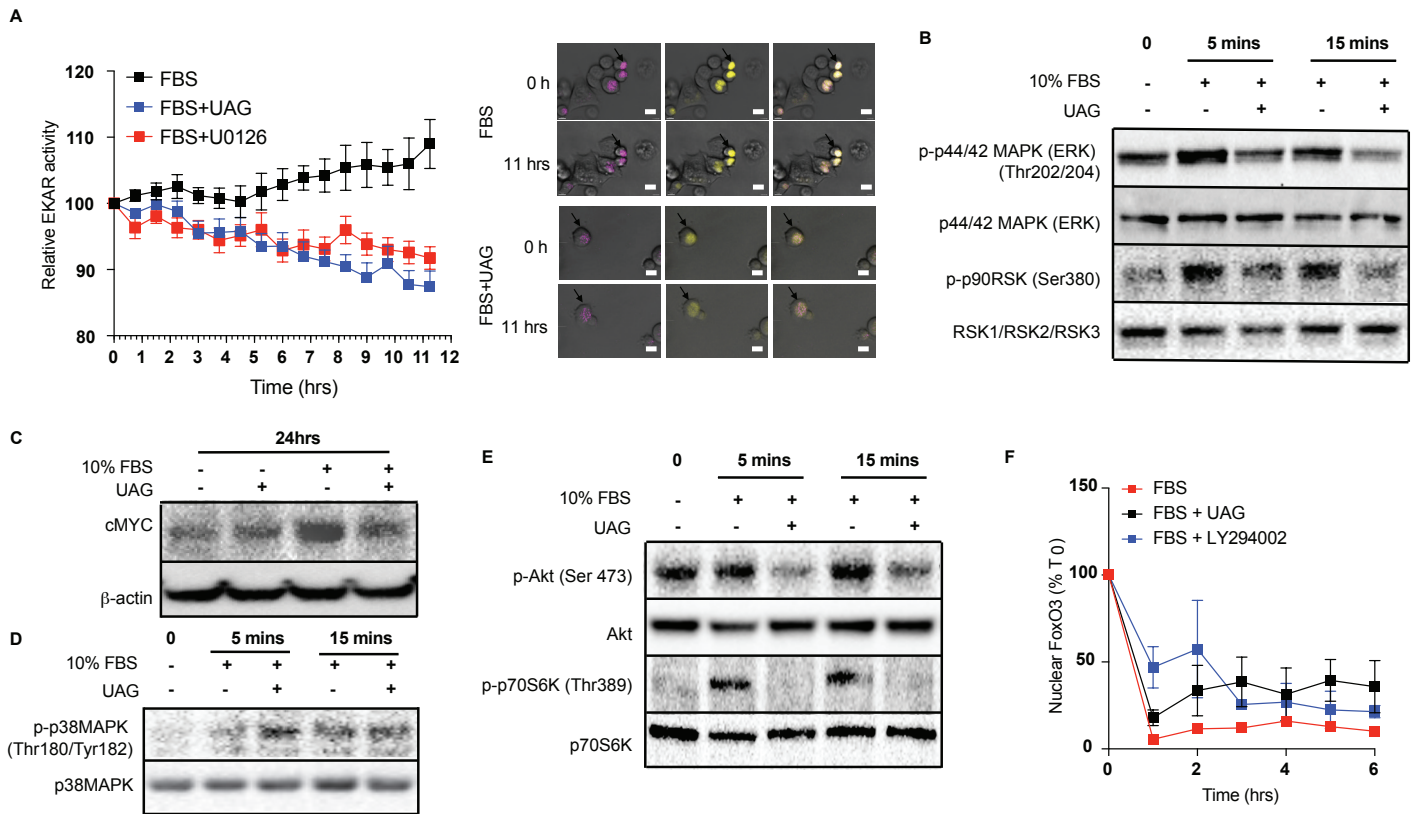 A
120
110
100
90
80
Relative EKAR activity
FBS
FBS+UAG
FBS+U0126
0 1 2 3 4 5 6 7 8 9 10 11 12
Time (hrs)
FBS
0 h
11 hrs
FBS+UAG
0 h
11 hrs
B
0 5 mins 15 mins
10% FBS - + + + +
UAG - - + - +
p-p44/42 MAPK (ERK)
(Thr202/204)
p44/42 MAPK (ERK)
p-p90RSK (Ser380)
RSK1/RSK2/RSK3
C
24hrs
10% FBS - - + +
UAG - + - +
cMYC
β-actin
D
0 5 mins 15 mins
10% FBS - + + + +
UAG - - + - +
p-p38MAPK
(Thr180/Tyr182)
p38MAPK
E
0 5 mins 15 mins
10% FBS - + + + +
UAG - - + - +
p-Akt (Ser 473)
Akt
p-p70S6K (Thr389)
p70S6K
F
150
100
50
0
Nuclear FoxO3 (% T 0)
FBS
FBS + UAG
FBS + LY294002
0 2 4 6
Time (hrs)